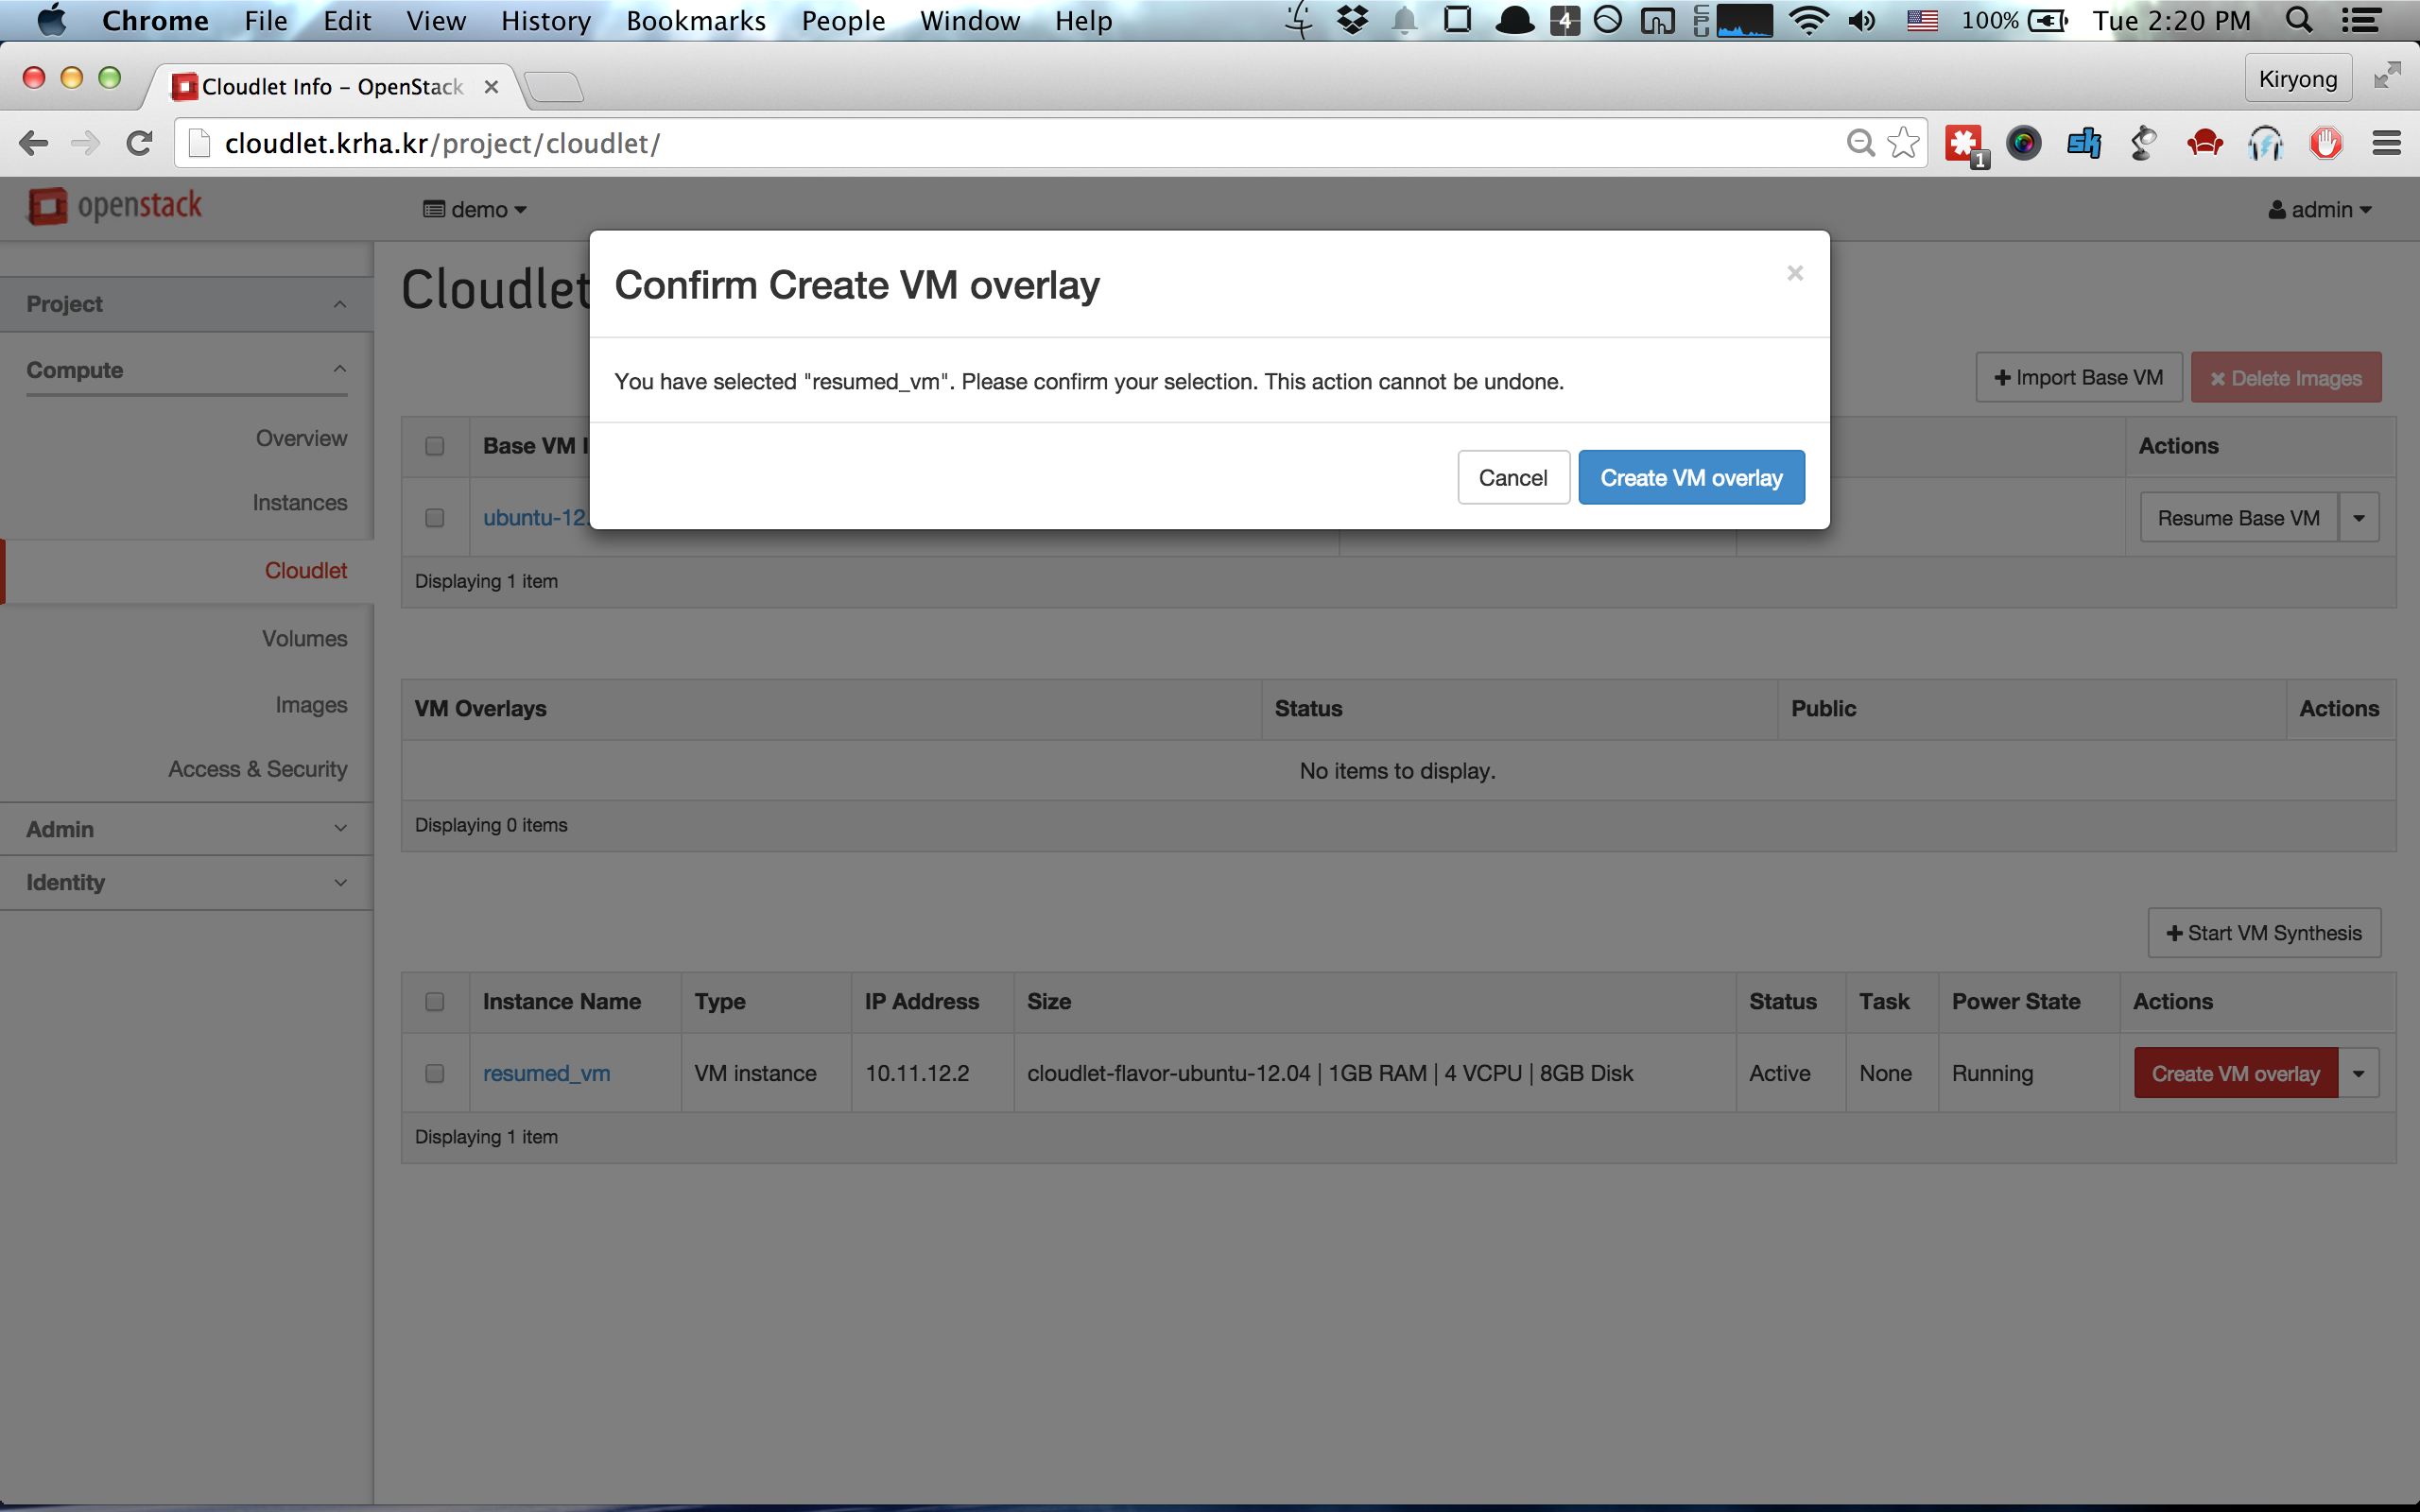 Chrome File Edit View History Bookmarks People Window Help 4 CPU 100% Tue 2:20 PM
Cloudlet Info – OpenStack Kiryong
cloudlet.krha.kr/project/cloudlet/ 1
openstack demo admin
Project
Compute
Overview
Instances
Cloudlet
Volumes
Images
Access & Security
Admin
Identity
Cloudlet
Confirm Create VM overlay ×
You have selected "resumed_vm". Please confirm your selection. This action cannot be undone.
Cancel Create VM overlay
Import Base VM Delete Images
Base VM Actions
ubuntu-12. Resume Base VM
Displaying 1 item
VM Overlays Status Public Actions
No items to display.
Displaying 0 items
Start VM Synthesis
Instance Name Type IP Address Size Status Task Power State Actions
resumed_vm VM instance 10.11.12.2 cloudlet-flavor-ubuntu-12.04 | 1GB RAM | 4 VCPU | 8GB Disk Active None Running Create VM overlay
Displaying 1 item